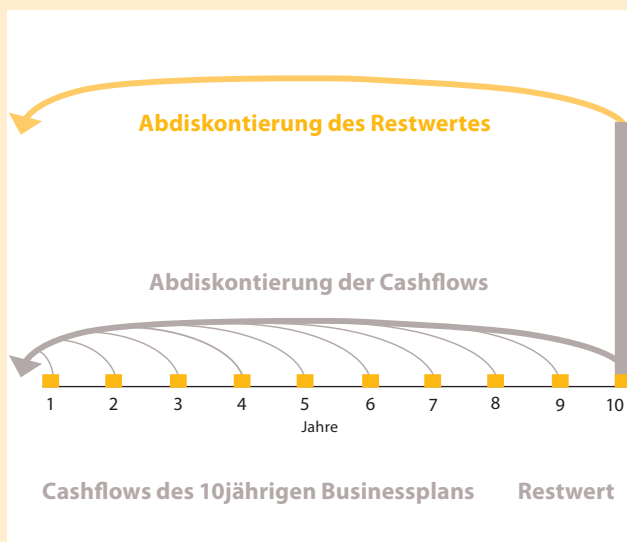 Abdiskontierung des Restwertes
Abdiskontierung der Cashflows
1 2 3 4 5 6 7 8 9 10
Jahre
Cashflows des 10jährigen Businessplans Restwert